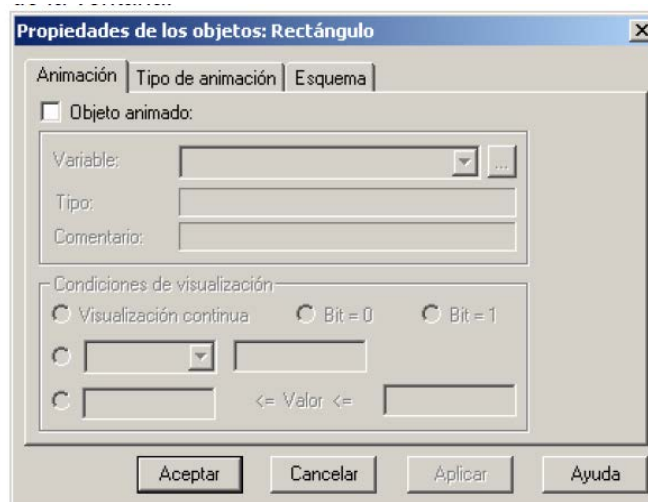 Propiedades de los objetos: Rectángulo
Animación Tipo de animación Esquema
Objeto animado:
Variable:
...
Tipo:
Comentario:
Condiciones de visualización
Visualización continua Bit = 0 Bit = 1
<= Valor <=
Aceptar Cancelar Aplicar Ayuda